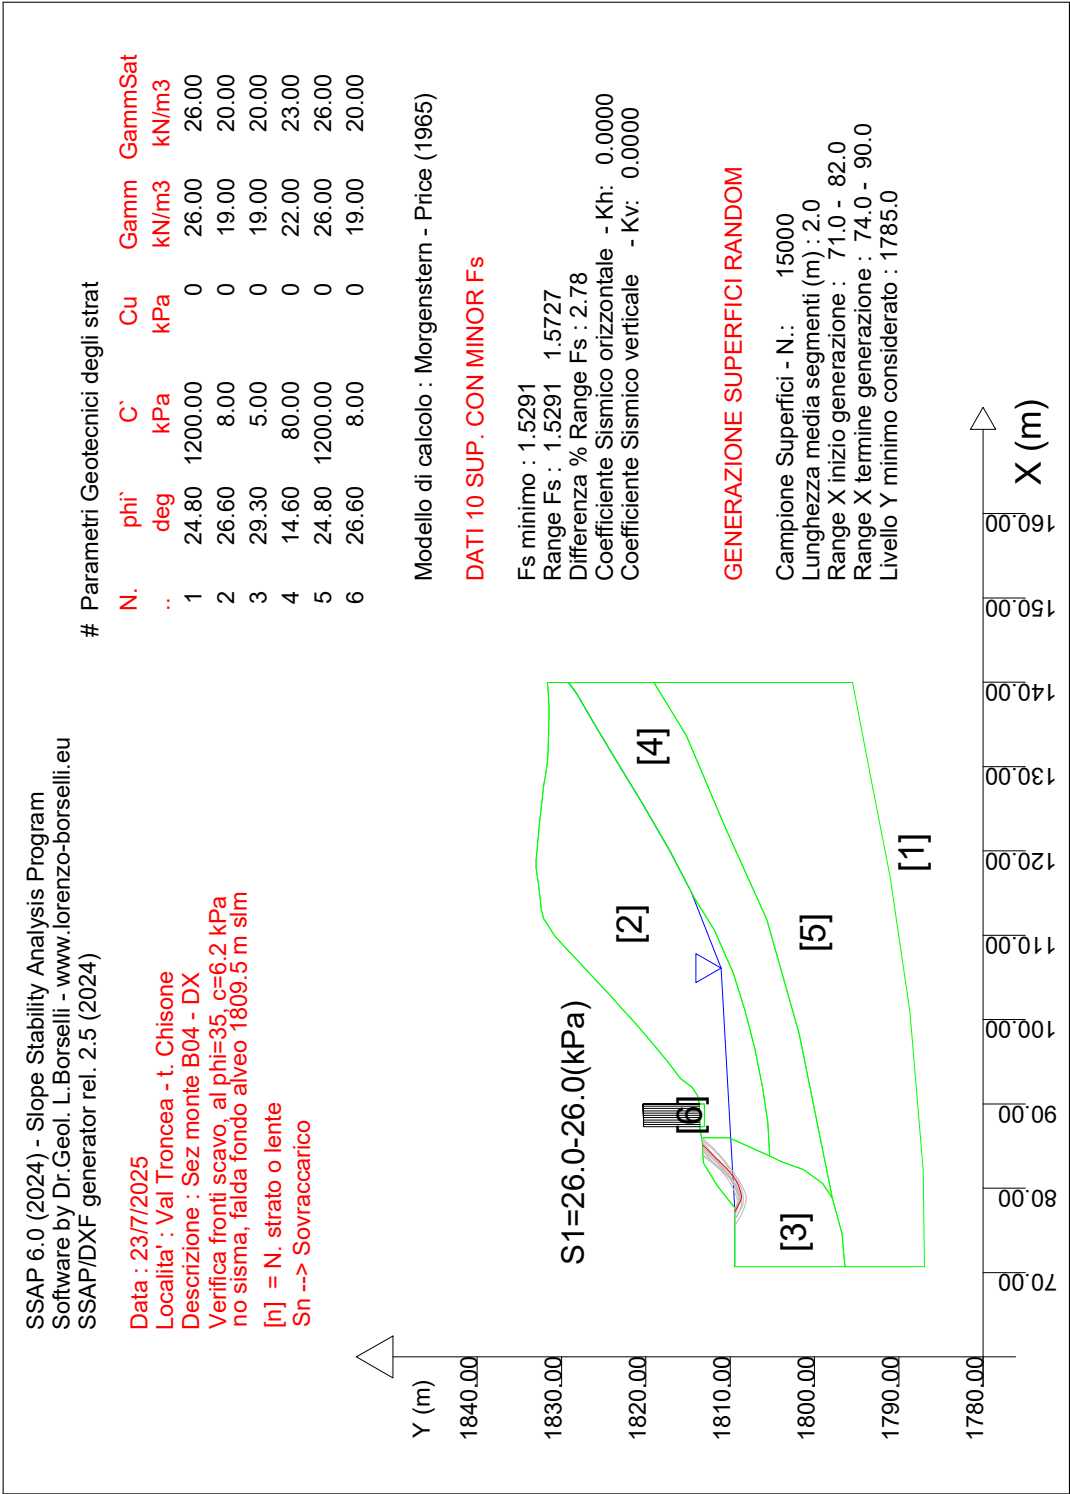 SSAP 6.0 (2024) - Slope Stability Analysis Program
Software by Dr.Geol. L.Borselli - www.lorenzo-borselli.eu
SSAP/DXF generator rel. 2.5 (2024)
Data : 23/7/2025
Localita' : Val Troncea - t. Chisone
Descrizione : Sez monte B04 - DX
Verifica fronti scavo, al phi=35, c=6.2 kPa
no sisma, falda fondo alveo 1809.5 m slm
[n] = N. strato o lente
Sn --> Sovraccarico
# Parametri Geotecnici degli strat
N. phi` C` Cu Gamm GammSat
.. deg kPa kPa kN/m3 kN/m3
1 24.80 1200.00 0 26.00 26.00
2 26.60 8.00 0 19.00 20.00
3 29.30 5.00 0 19.00 20.00
4 14.60 80.00 0 22.00 23.00
5 24.80 1200.00 0 26.00 26.00
6 26.60 8.00 0 19.00 20.00
Modello di calcolo : Morgenstern - Price (1965)
DATI 10 SUP. CON MINOR Fs
Fs minimo : 1.5291
Range Fs : 1.5291 1.5727
Differenza % Range Fs : 2.78
Coefficiente Sismico orizzontale - Kh: 0.0000
Coefficiente Sismico verticale - Kv: 0.0000
GENERAZIONE SUPERFICI RANDOM
Campione Superfici - N.: 15000
Lunghezza media segmenti (m) : 2.0
Range X inizio generazione : 71.0 - 82.0
Range X termine generazione : 74.0 - 90.0
Livello Y minimo considerato : 1785.0
Y (m)
1840.00
1830.00
1820.00
1810.00
1800.00
1790.00
1780.00
S1=26.0-26.0(kPa)
[6]
[2]
[4]
[3]
[5]
[1]
70.00
80.00
90.00
100.00
110.00
120.00
130.00
140.00
150.00
160.00
X (m)